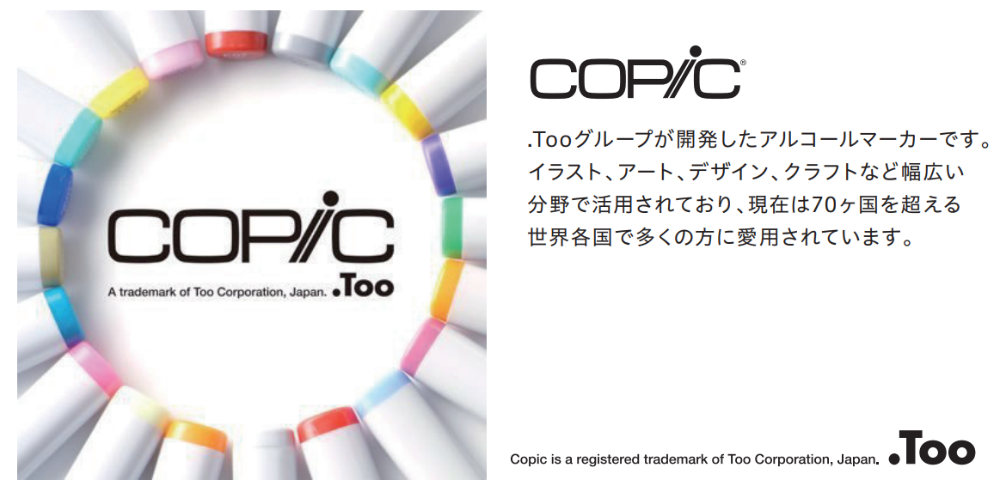 COPiC
A trademark of Too Corporation, Japan. .Too
COPiC®
.Tooグループが開発したアルコールマーカーです。
イラスト、アート、デザイン、クラフトなど幅広い
分野で活用されており、現在は70ヶ国を超える
世界各国で多くの方に愛用されています。
Copic is a registered trademark of Too Corporation, Japan. .Too